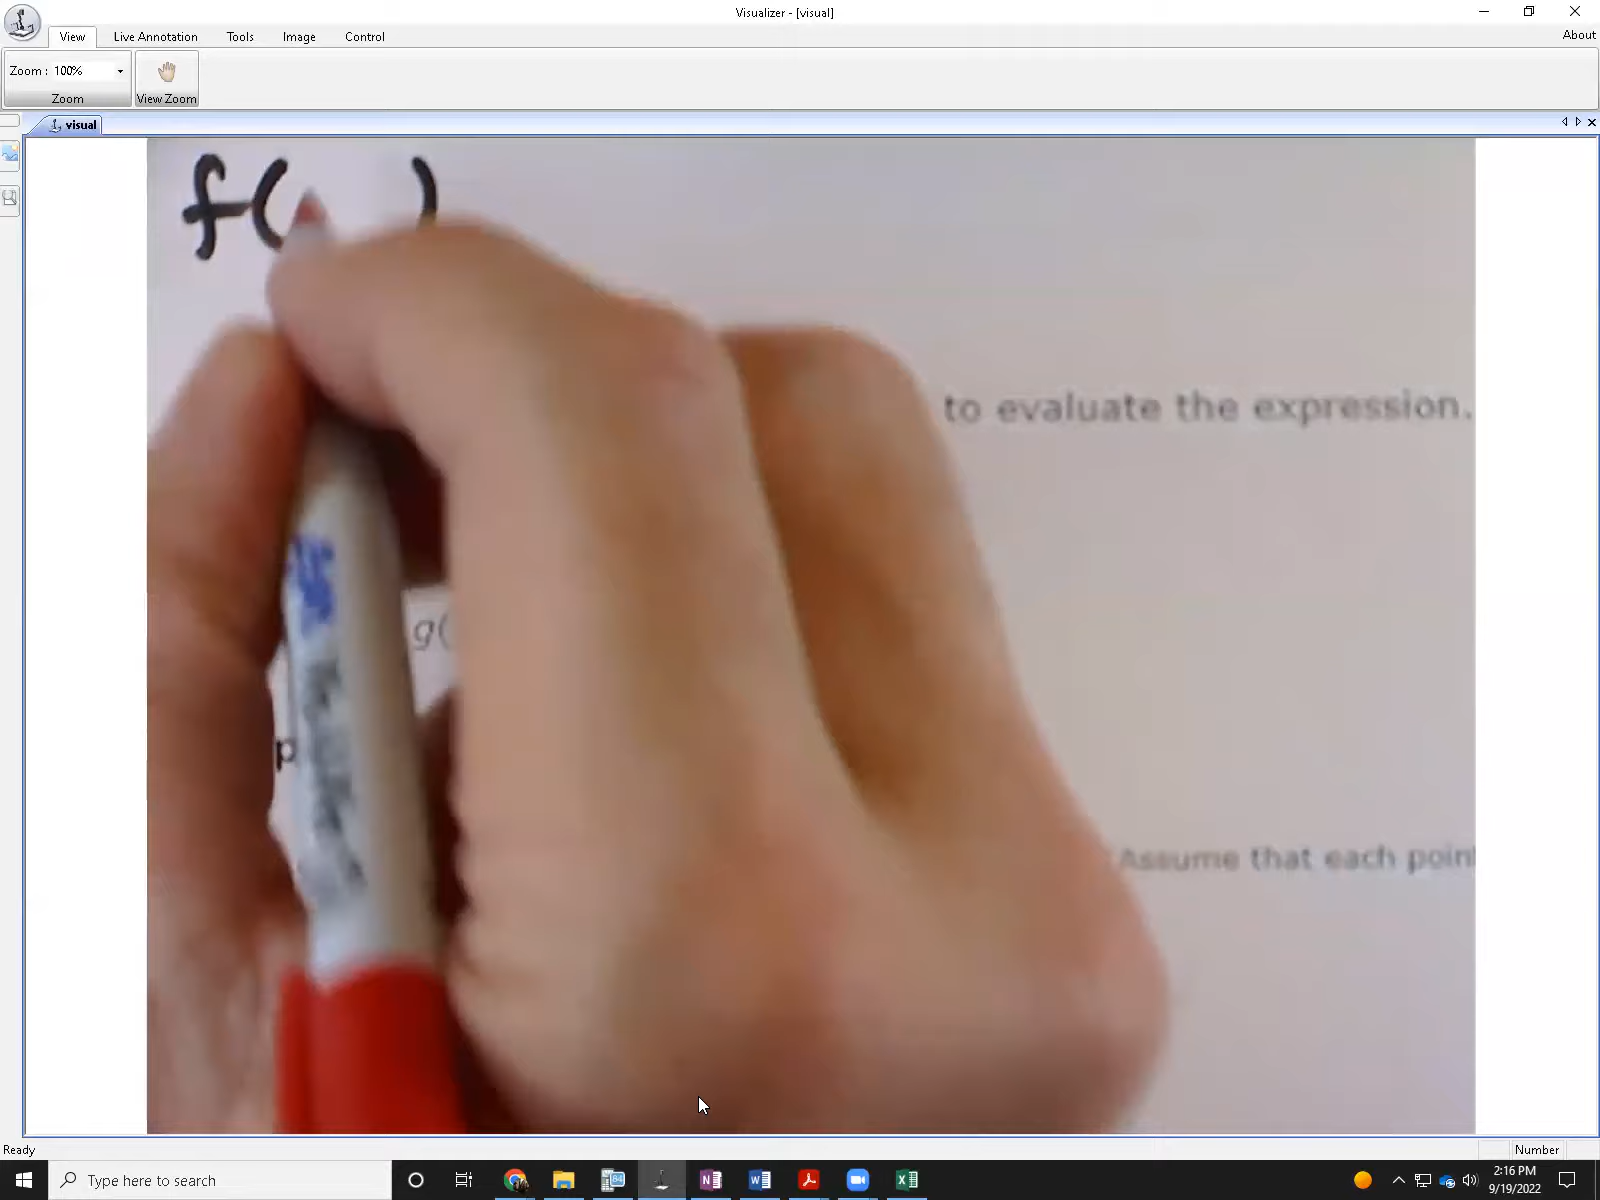 Visualizer - [visual]
View Live Annotation Tools Image Control About
Zoom : 100%
Zoom View Zoom
visual
f( )
to evaluate the expression.
g(
p
Assume that each point
Ready Number
Type here to search
2:16 PM
9/19/2022